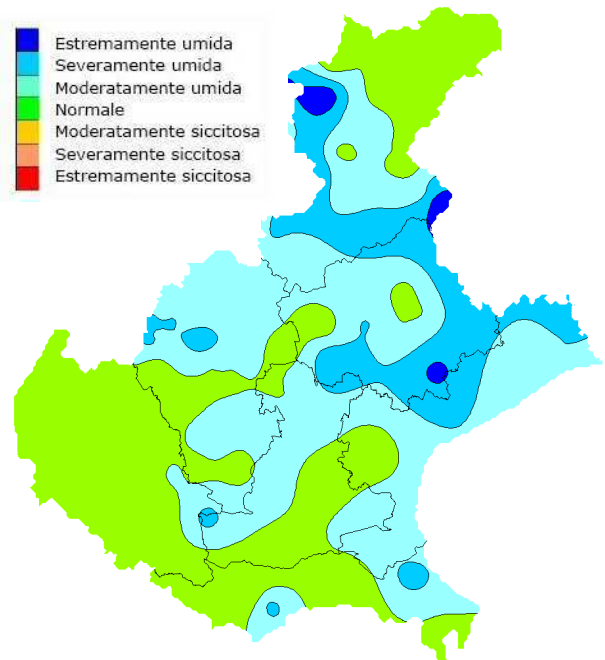 Estremamente umida
Severamente umida
Moderatamente umida
Normale
Moderatamente siccitosa
Severamente siccitosa
Estremamente siccitosa